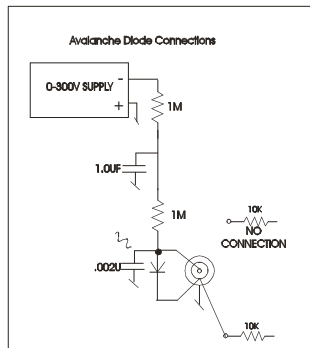 Avalanche Diode Connections
0-300V SUPPLY
-
+
1M
1.0UF
1M
10K
NO
CONNECTION
.002U
10K